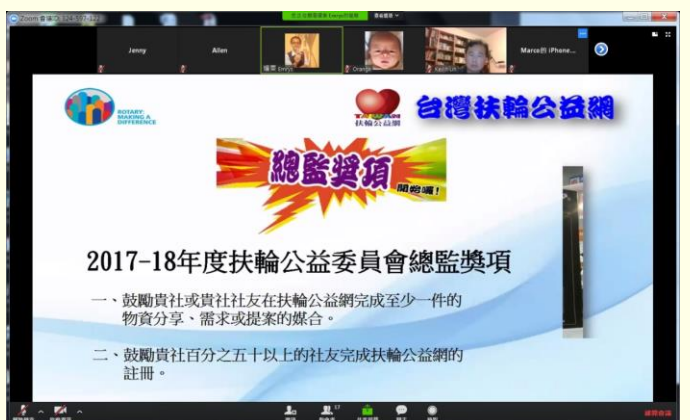 Zoom
Jenny
Allen
Emrys
Orange
Marco的 iPhone...
ROTARY:
MAKING A
DIFFERENCE
TAIWAN
扶輪公益網
台灣扶輪公益網
總監獎項
開始囉!
2017-18年度扶輪公益委員會總監獎項
一、鼓勵貴社或貴社社友在扶輪公益網完成至少一件的
物資分享、需求或提案的媒合。
二、鼓勵貴社百分之五十以上的社友完成扶輪公益網的
註冊。
17